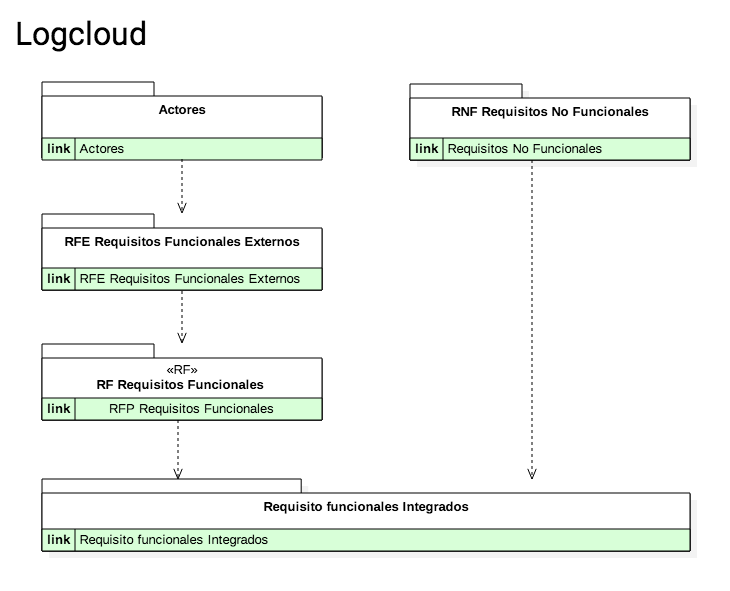 Logcloud
Actores
link Actores
RNF Requisitos No Funcionales
link Requisitos No Funcionales
RFE Requisitos Funcionales Externos
link RFE Requisitos Funcionales Externos
«RF»
RF Requisitos Funcionales
link RFP Requisitos Funcionales
Requisito funcionales Integrados
link Requisito funcionales Integrados